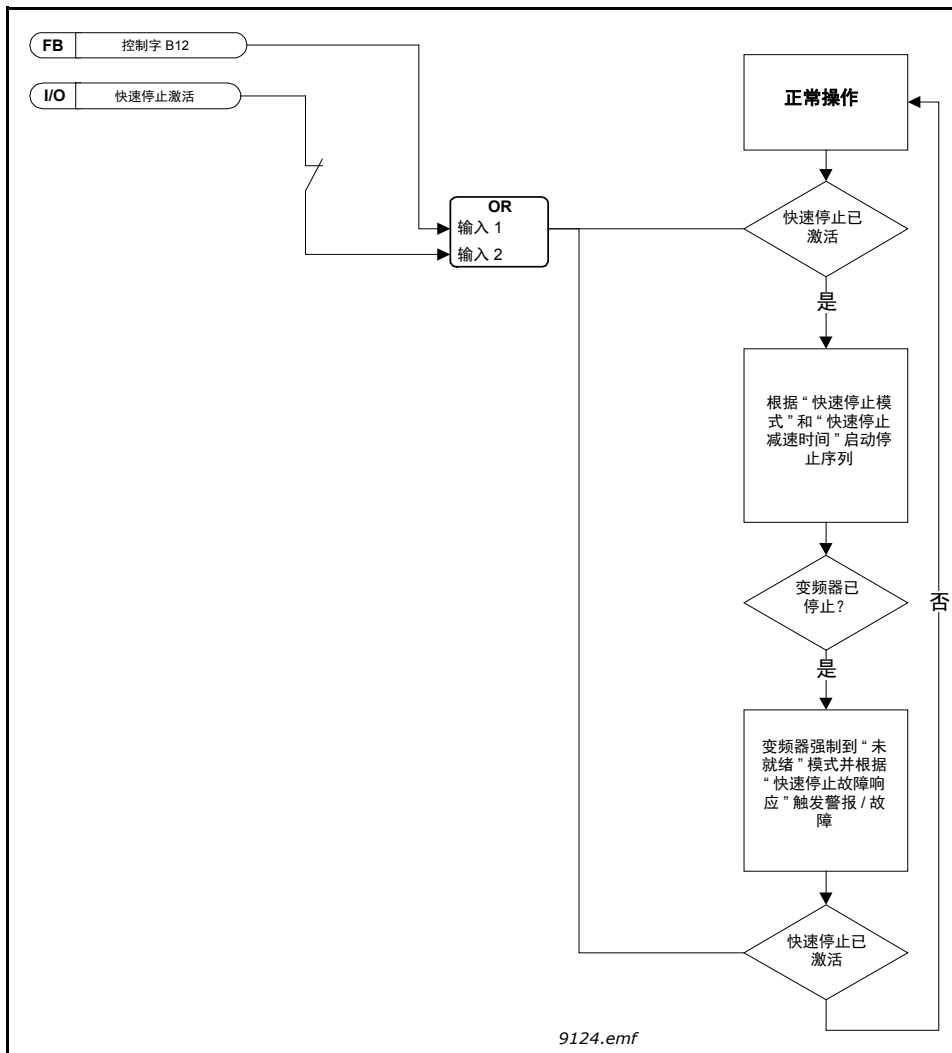 FB 控制字 B12
I/O 快速停止激活
OR
输入 1
输入 2
正常操作
快速停止已
激活
是
根据“快速停止模
式”和“快速停止
减速时间”启动停
止序列
变频器已
停止?
否
是
变频器强制到“未
就绪”模式并根据
“快速停止故障响
应”触发警报 / 故
障
快速停止已
激活
9124.emf